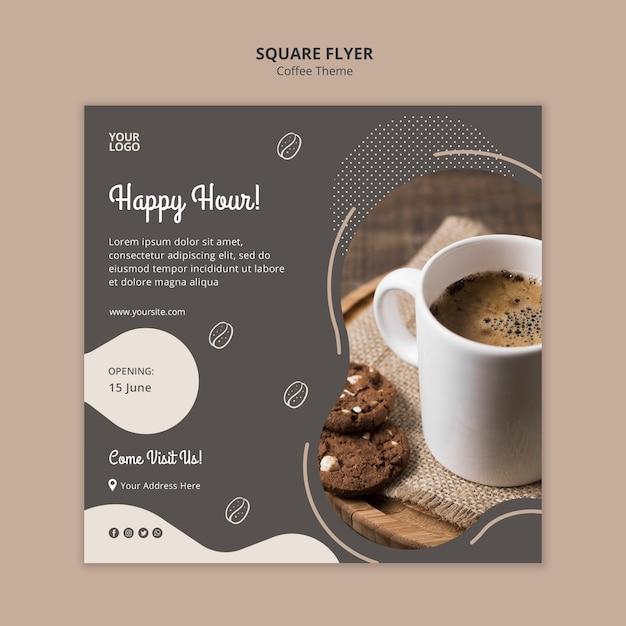 SQUARE FLYER
Coffee Theme
YOUR
LOGO
Happy Hour!
Lorem ipsum dolor sit amet,
consectetur adipiscing elit, sed do
eiusmod tempor incididunt ut labore
et dolore magna aliqua
www.yoursite.com
OPENING:
15 June
Come Visit Us!
Your Address Here